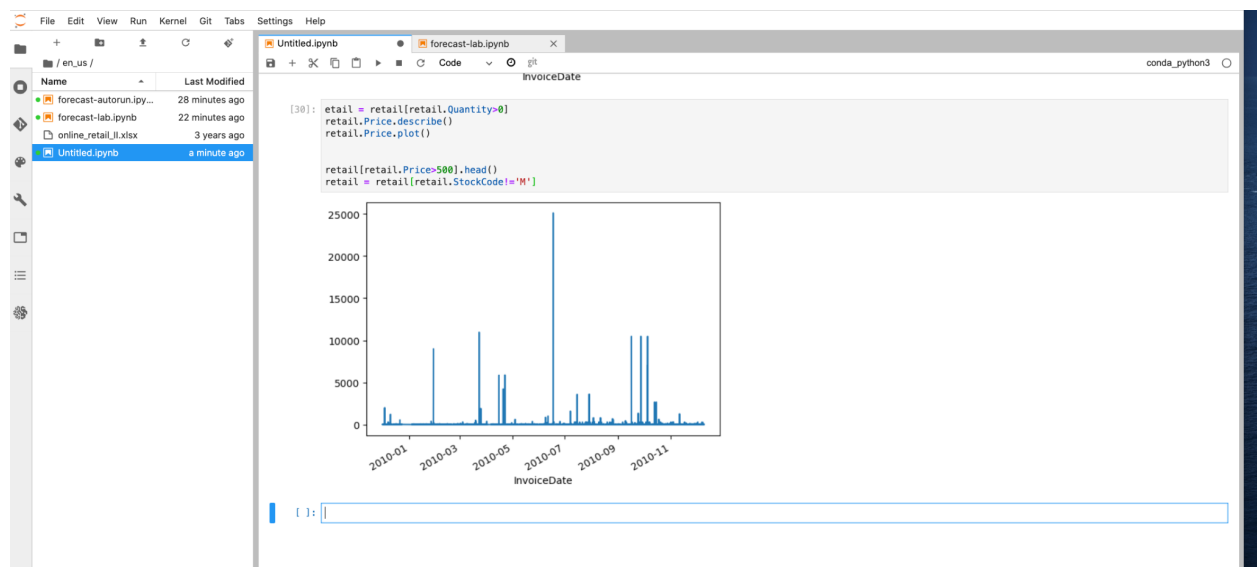 File Edit View Run Kernel Git Tabs Settings Help
Untitled.ipynb
forecast-lab.ipynb
Code
git
conda_python3
/ en_us /
Name
Last Modified
forecast-autorun.ipy...
28 minutes ago
forecast-lab.ipynb
22 minutes ago
online_retail_II.xlsx
3 years ago
Untitled.ipynb
a minute ago
InvoiceDate
[30]: etail = retail[retail.Quantity>0]
retail.Price.describe()
retail.Price.plot()
retail[retail.Price>500].head()
retail = retail[retail.StockCode!='M']
25000
20000
15000
10000
5000
0
2010-01 2010-03 2010-05 2010-07 2010-09 2010-11
InvoiceDate
[ ]: